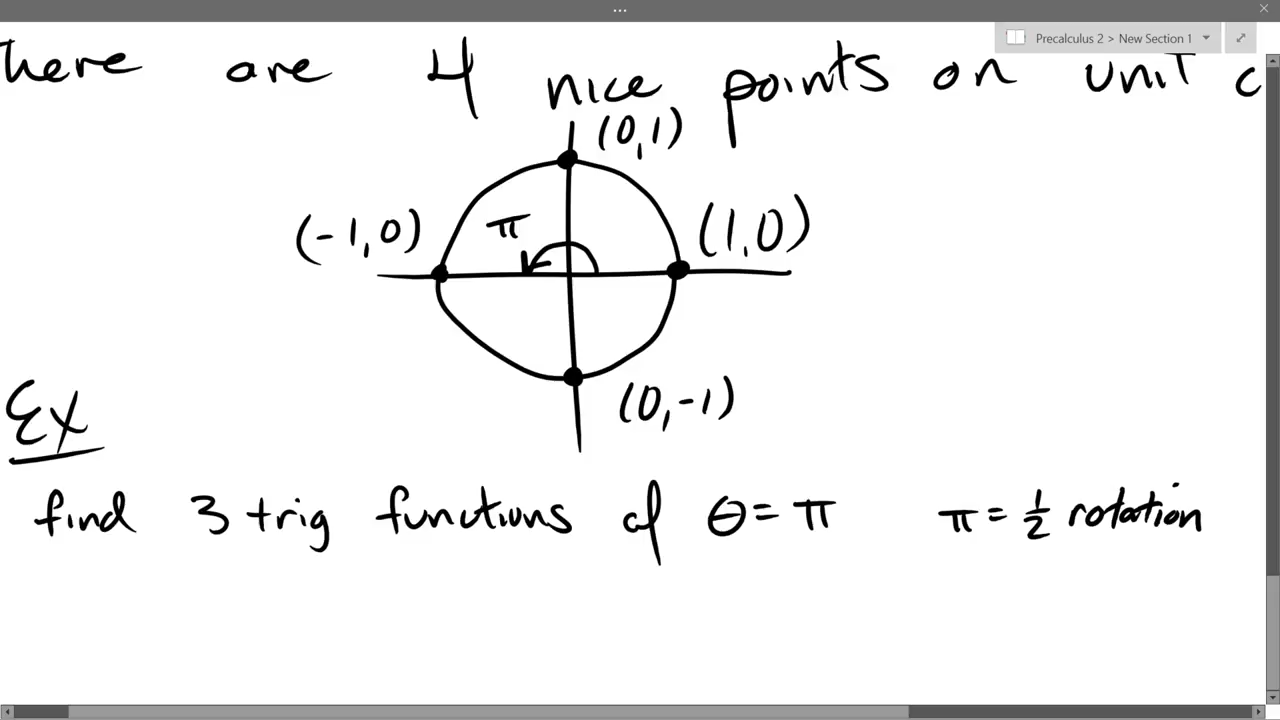 ...
Precalculus 2 > New Section 1
here are 4 nice points on unit c
(0,1)
(-1,0) π (1,0)
(0,-1)
Ex
find 3 trig functions of θ = π π = 1/2 rotation